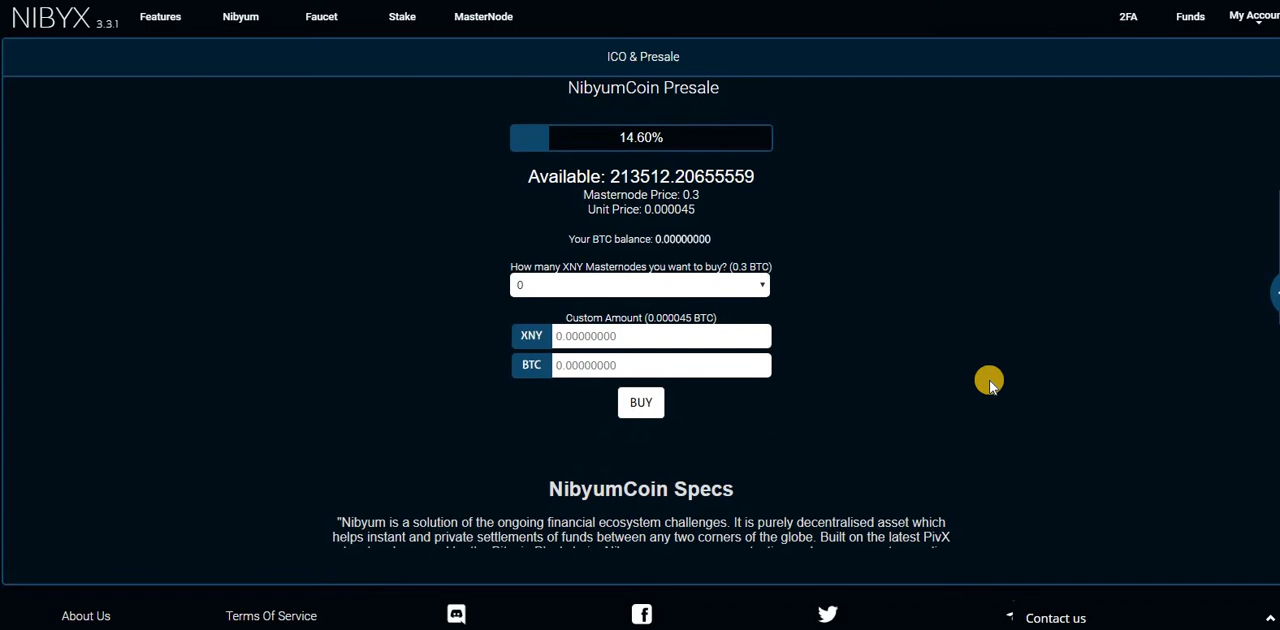 NIBYX 3.3.1 Features Nibyum Faucet Stake MasterNode 2FA Funds My Accoun
ICO & Presale
NibyumCoin Presale
14.60%
Available: 213512.20655559
Masternode Price: 0.3
Unit Price: 0.000045
Your BTC balance: 0.00000000
How many XNY Masternodes you want to buy? (0.3 BTC)
0
Custom Amount (0.000045 BTC)
XNY 0.00000000
BTC 0.00000000
BUY
NibyumCoin Specs
"Nibyum is a solution of the ongoing financial ecosystem challenges. It is purely decentralised asset which
helps instant and private settlements of funds between any two corners of the globe. Built on the latest PivX
About Us Terms Of Service Contact us